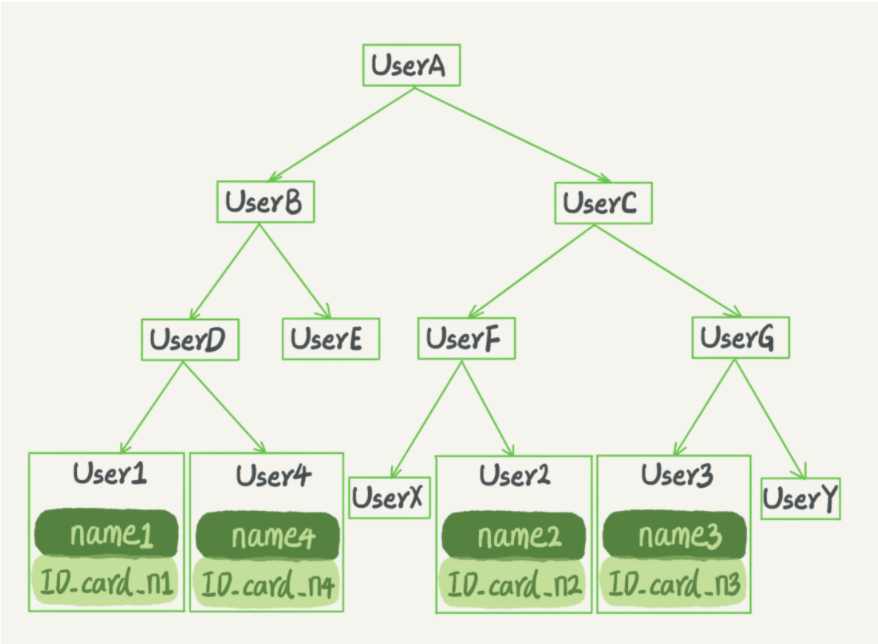 UserA
UserB
UserC
UserD
UserE
UserF
UserG
User1
User4
UserX
User2
User3
UserY
name1
name4
name2
name3
ID_card_n1
ID_card_n4
ID_card_n2
ID_card_n3